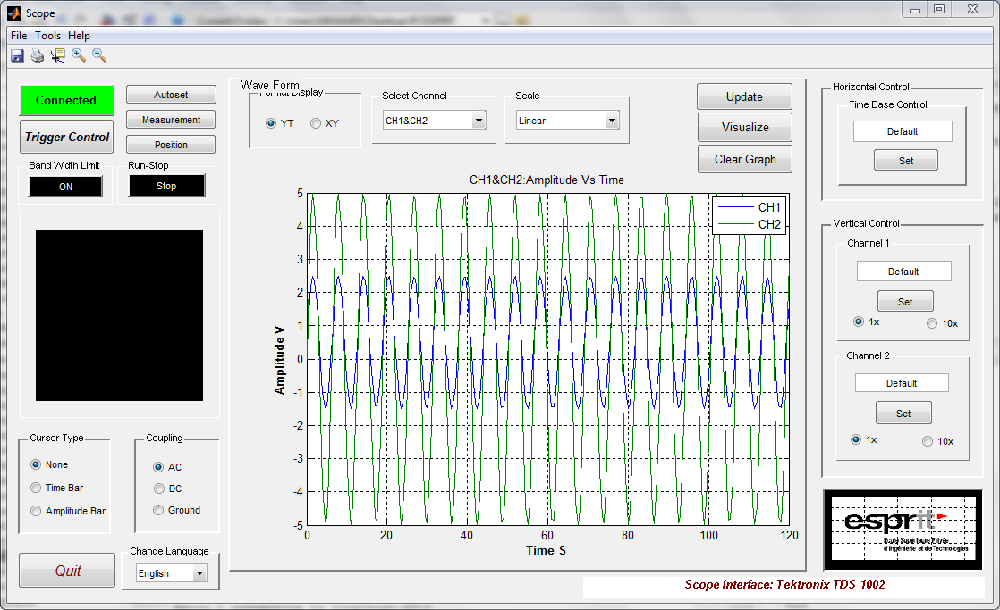 Scope
File Tools Help
Connected
Autoset
Trigger Control
Measurement
Position
Band Width Limit
ON
Run-Stop
Stop
Cursor Type
None
Time Bar
Amplitude Bar
Coupling
AC
DC
Ground
Quit
Change Language
English
Wave Form
Format Display
YT XY
Select Channel
CH1&CH2
Scale
Linear
Update
Visualize
Clear Graph
CH1&CH2:Amplitude Vs Time
CH1
CH2
Amplitude V
5
4
3
2
1
0
-1
-2
-3
-4
-5
0 20 40 60 80 100 120
Time S
Horizontal Control
Time Base Control
Default
Set
Vertical Control
Channel 1
Default
Set
1x 10x
Channel 2
Default
Set
1x 10x
esprit
Ecole Supérieure Privée
d'Ingénierie et de Technologies
Scope Interface: Tektronix TDS 1002